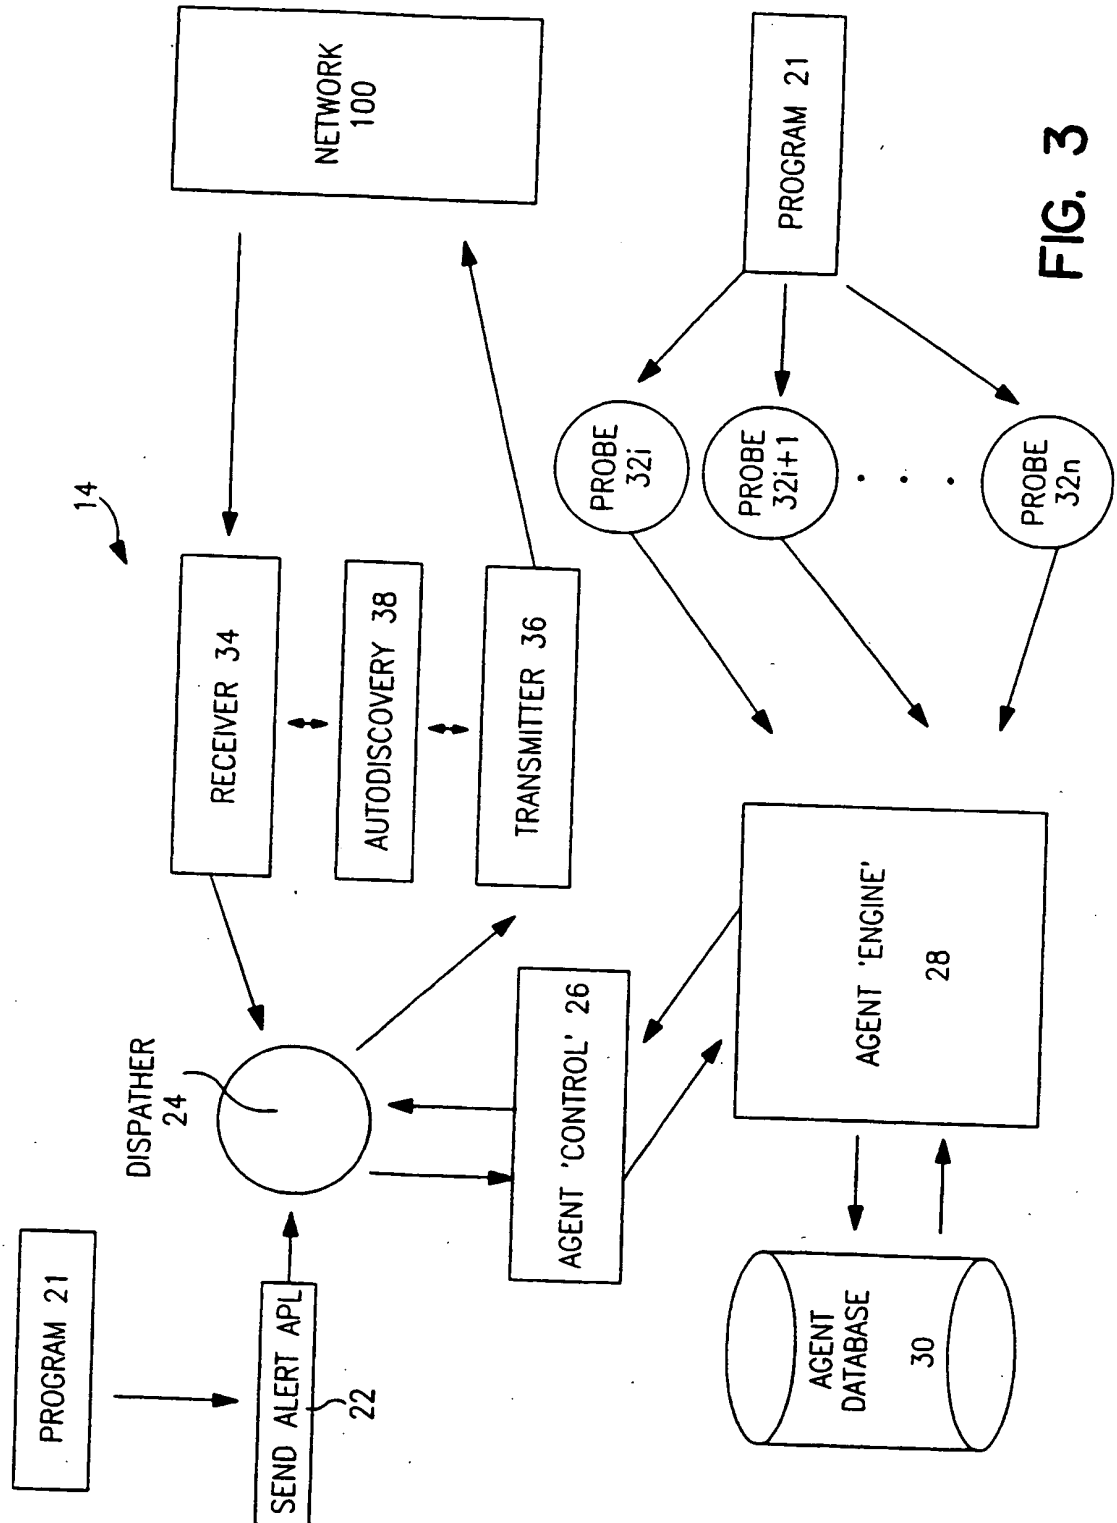 PROGRAM 21
SEND ALERT APL
22
DISPATHER
24
14
RECEIVER 34
AUTODISCOVERY 38
TRANSMITTER 36
NETWORK
100
AGENT 'CONTROL' 26
AGENT
DATABASE
30
AGENT 'ENGINE'
28
PROBE
32i
PROBE
32i+1
PROBE
32n
PROGRAM 21
FIG. 3